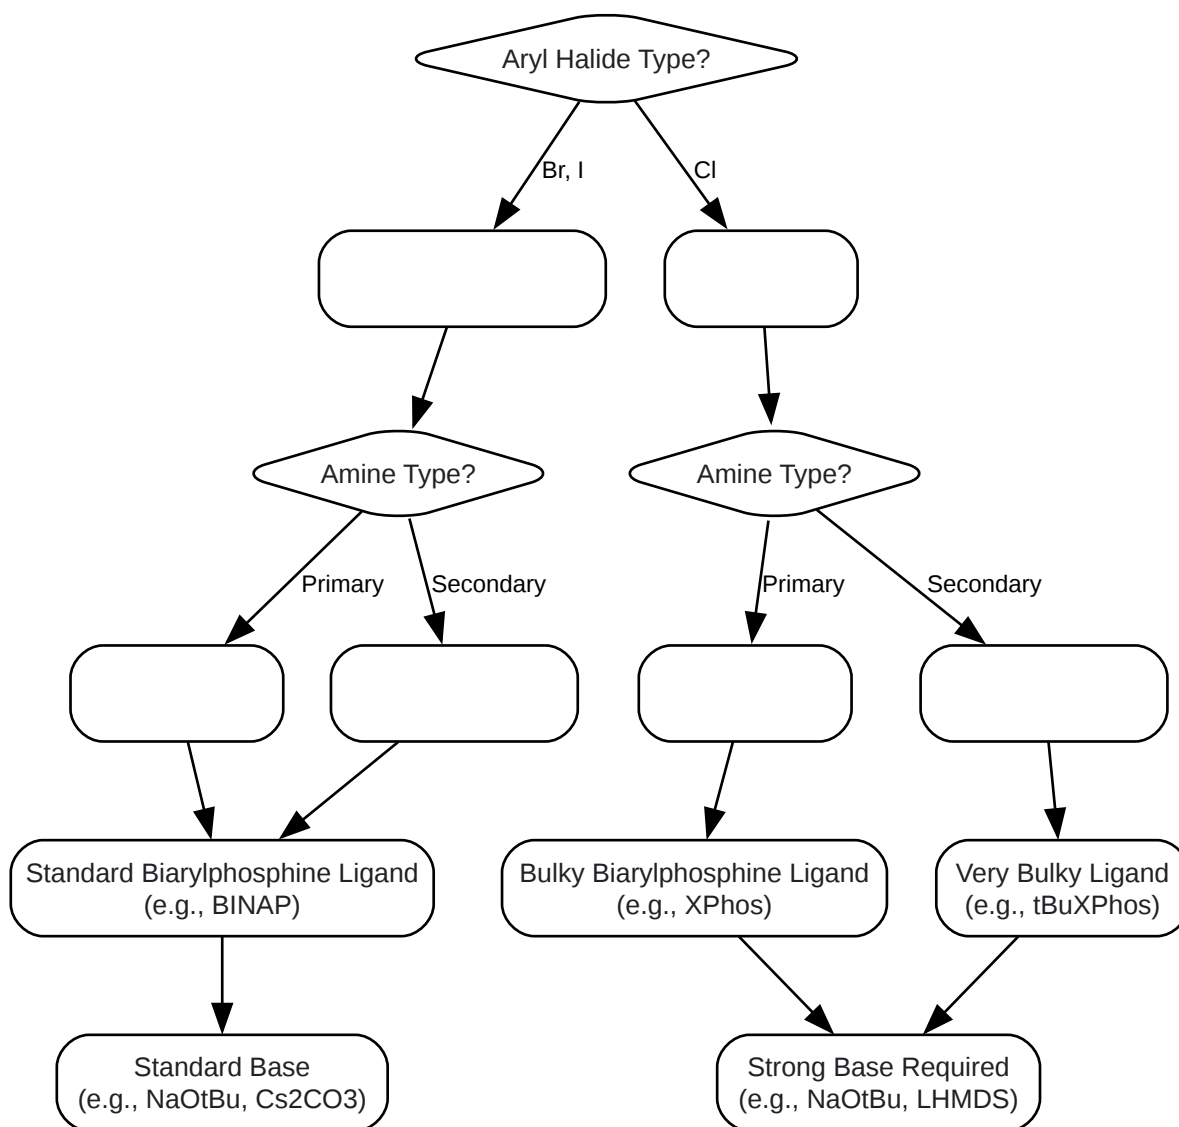 Aryl Halide Type?
Br, I
Cl
Amine Type?
Amine Type?
Primary
Secondary
Primary
Secondary
Standard Biarylphosphine Ligand
(e.g., BINAP)
Bulky Biarylphosphine Ligand
(e.g., XPhos)
Very Bulky Ligand
(e.g., tBuXPhos)
Standard Base
(e.g., NaOtBu, Cs2CO3)
Strong Base Required
(e.g., NaOtBu, LHMDS)